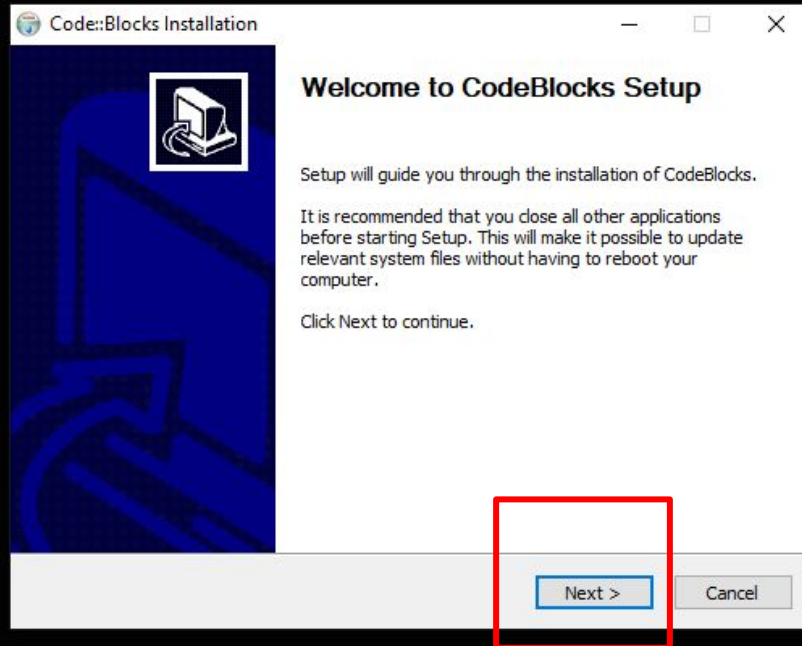 Code::Blocks Installation
Welcome to CodeBlocks Setup
Setup will guide you through the installation of CodeBlocks.
It is recommended that you close all other applications
before starting Setup. This will make it possible to update
relevant system files without having to reboot your
computer.
Click Next to continue.
Next >
Cancel